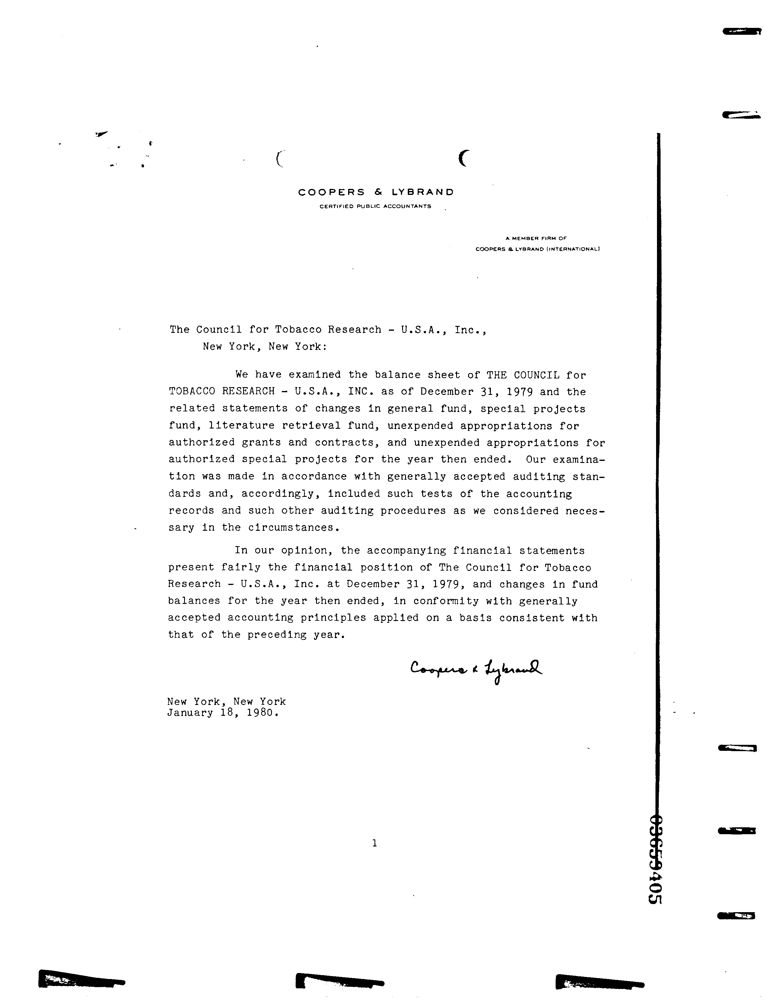 COOPERS & LYBRAND
CERTIFIED PUBLIC ACCOUNTANTS
A MEMBER FIRM OF
COOPERS & LYBRAND (INTERNATIONAL)
The Council for Tobacco Research - U.S.A., Inc.,
New York, New York:
We have examined the balance sheet of THE COUNCIL for
TOBACCO RESEARCH - U.S.A., INC. as of December 31, 1979 and the
related statements of changes in general fund, special projects
fund, literature retrieval fund, unexpended appropriations for
authorized grants and contracts, and unexpended appropriations for
authorized special projects for the year then ended. Our examina-
tion was made in accordance with generally accepted auditing stan-
dards and, accordingly, included such tests of the accounting
records and such other auditing procedures as we considered neces-
sary in the circumstances.
In our opinion, the accompanying financial statements
present fairly the financial position of The Council for Tobacco
Research - U.S.A., Inc. at December 31, 1979, and changes in fund
balances for the year then ended, in conformity with generally
accepted accounting principles applied on a basis consistent with
that of the preceding year.
Coopers & Lybrand
New York, New York
January 18, 1980.
1
03659405